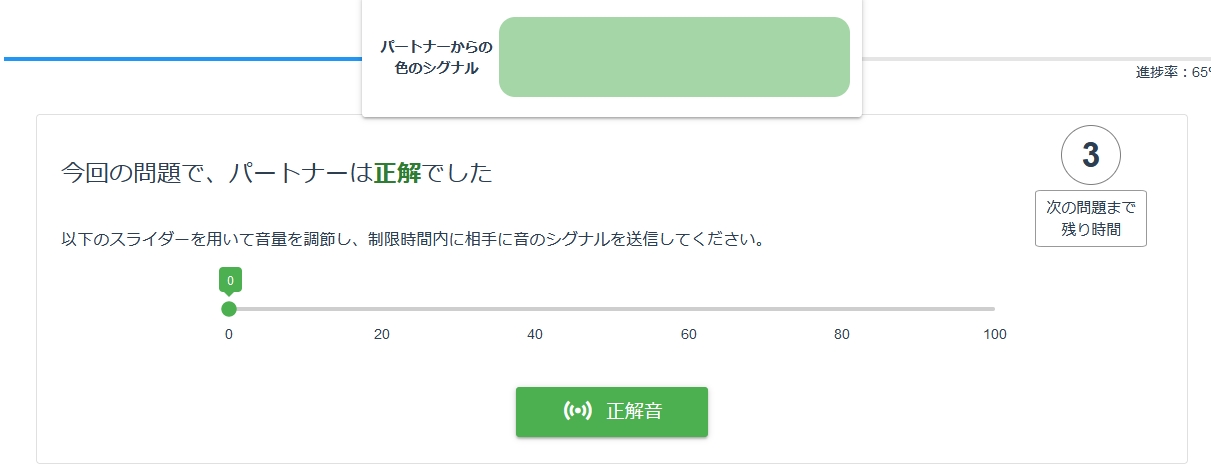 パートナーからの
色のシグナル
進捗率：65
今回の問題で、パートナーは正解でした
3
次の問題まで
残り時間
以下のスライダーを用いて音量を調節し、制限時間内に相手に音のシグナルを送信してください。
0
0 20 40 60 80 100
正解音